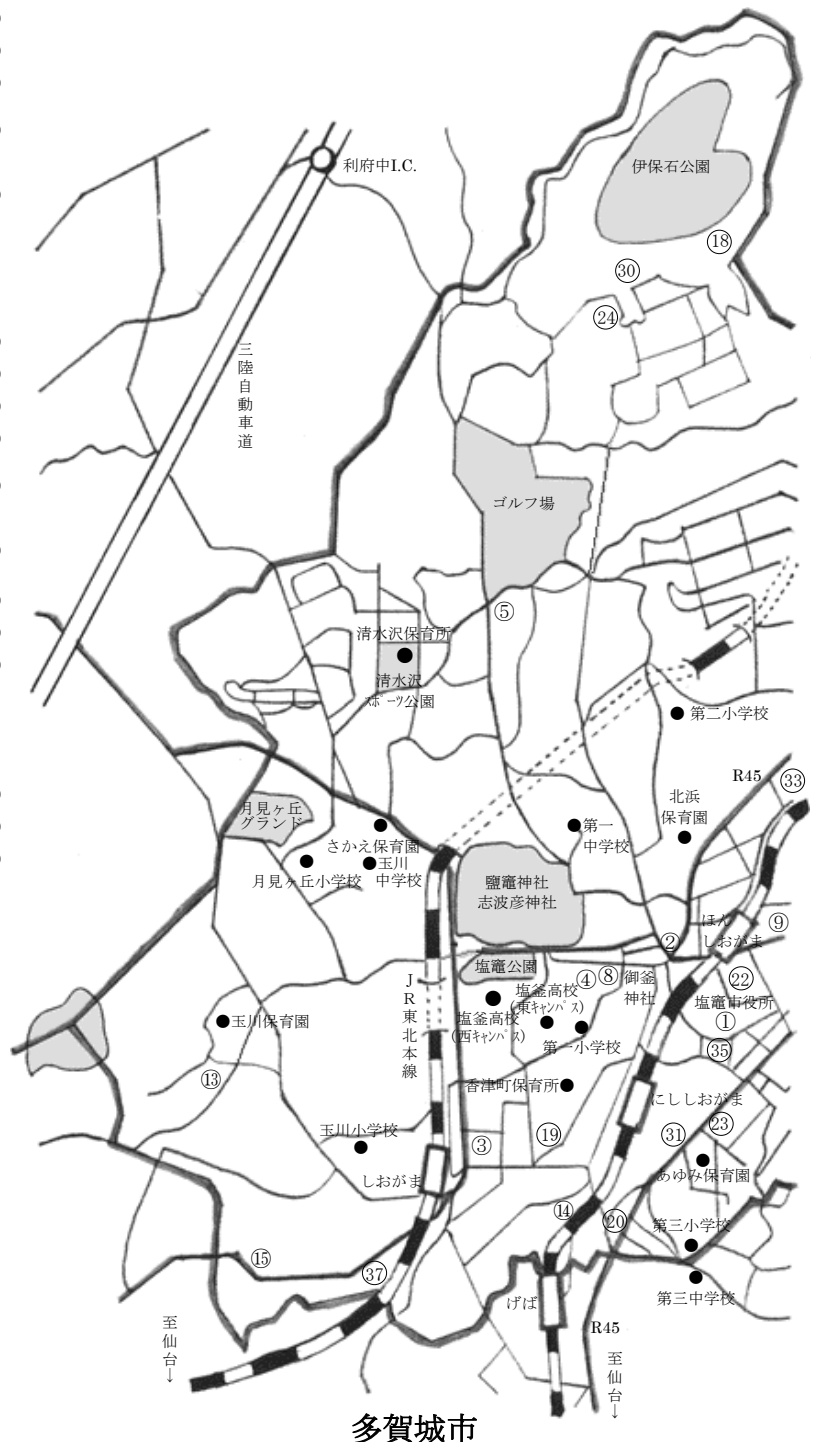 利府中I.C.
伊保石公園
⑱
㉚
㉔
三陸自動車道
ゴルフ場
⑤
清水沢保育所
清水沢
スポーツ公園
第二小学校
R45
㉝
月見ヶ丘
グランド
さかえ保育園
月見ヶ丘小学校
玉川
中学校
第一
中学校
北浜
保育園
鹽竈神社
志波彦神社
ほん
しおがま
⑨
②
塩竈公園
④
⑧
御釜
神社
㉒
塩竈市役所
①
㉟
JR東北本線
塩釜高校
(西キャンパス)
塩釜高校
(東キャンパス)
第一小学校
玉川保育園
⑬
香津町保育所
にししおがま
㉓
㉛
あゆみ保育園
玉川小学校
③
⑲
しおがま
⑭
⑳
第三小学校
⑮
㊲
第三中学校
げば
R45
至仙台↓
至仙台↓
多賀城市